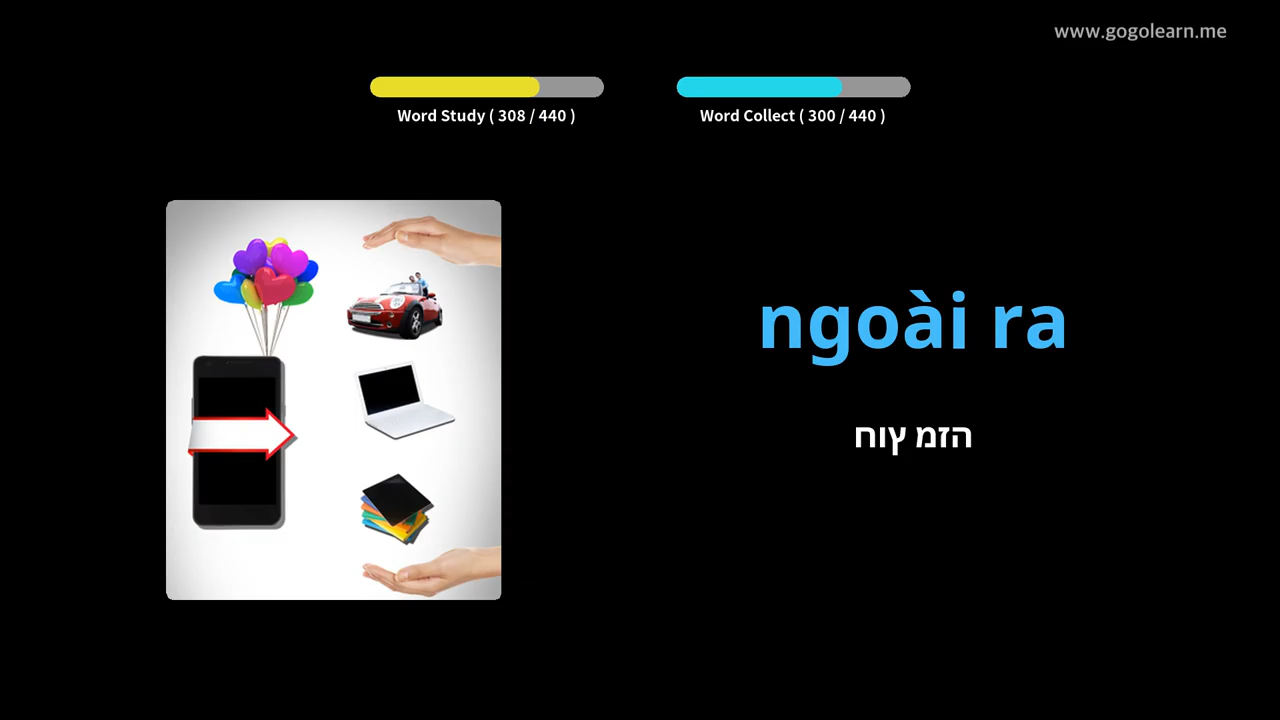 www.gogolearn.me
Word Study ( 308 / 440 )
Word Collect ( 300 / 440 )
ngoài ra
הזמ ץוח